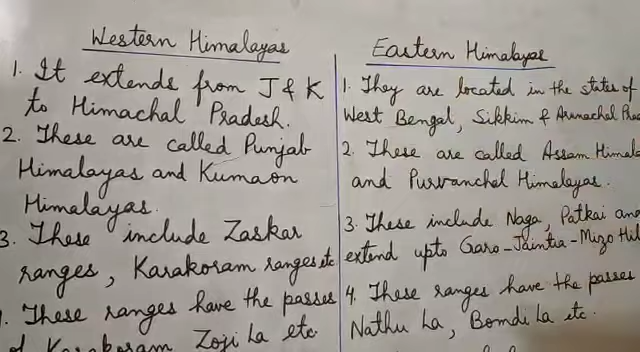 Western Himalayas
1. It extends from J & K
to Himachal Pradesh.
2. These are called Punjab
Himalayas and Kumaon
Himalayas.
3. These include Zaskar
ranges, Karakoram ranges etc
These ranges have the passes
Karakoram Zoji La etc.
Eastern Himalayas
1. They are located in the states of
West Bengal, Sikkim & Arunachal
2. These are called Assam
and Purvanchal Himalayas.
3. These include Naga, Patkai and
extend upto Garo-Jaintia-Mizo
4. These ranges have the passes
Nathu La, Bomdi La etc.